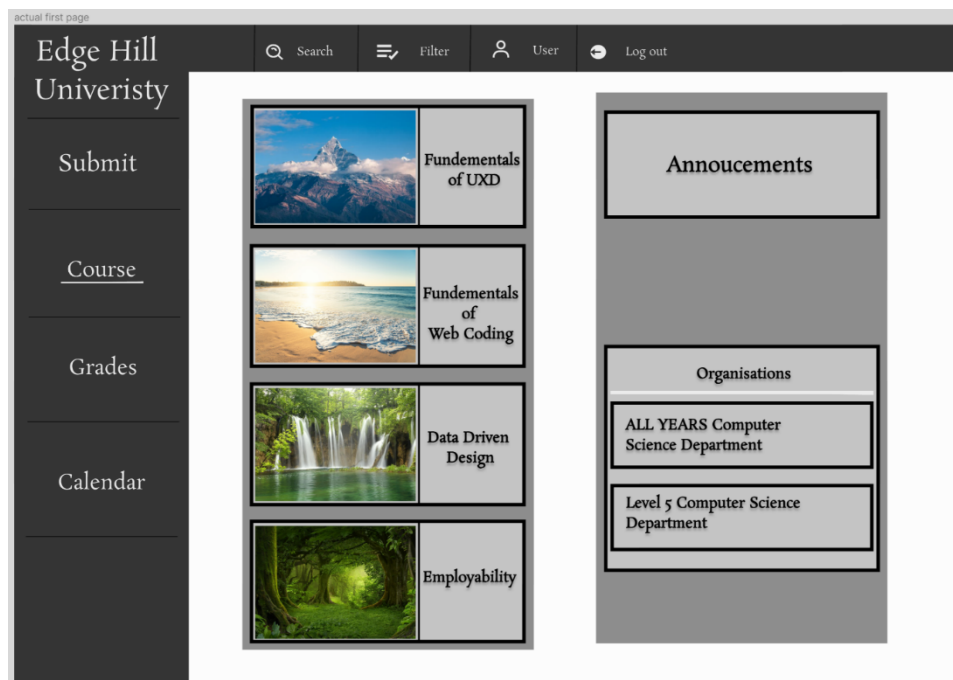 actual first page
Edge Hill
Univeristy
Search
Filter
User
Log out
Submit
Course
Grades
Calendar
Fundementals
of UXD
Fundementals
of
Web Coding
Data Driven
Design
Employability
Annoucements
Organisations
ALL YEARS Computer
Science Department
Level 5 Computer Science
Department